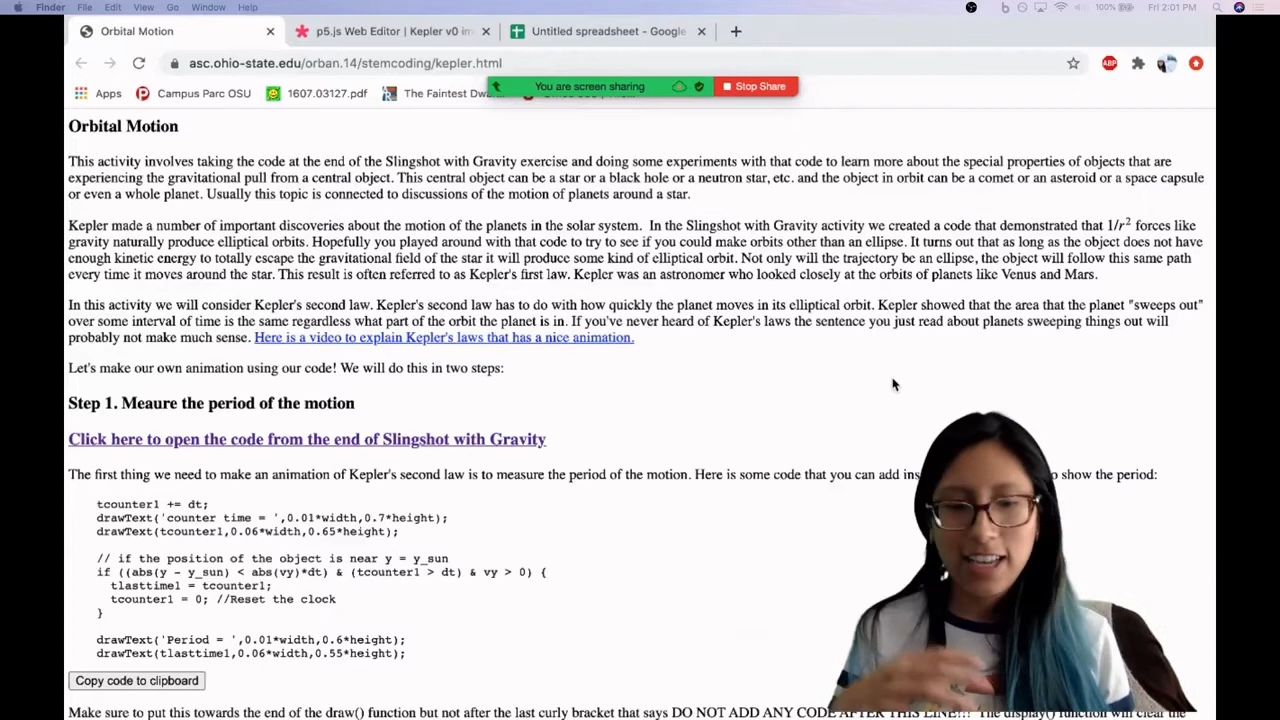 Finder File Edit View Go Window Help 100% Fri 2:01 PM
Orbital Motion p5.js Web Editor | Kepler v0 im Untitled spreadsheet - Google
asc.ohio-state.edu/orban.14/stemcoding/kepler.html
You are screen sharing Stop Share
Apps Campus Parc OSU 1607.03127.pdf The Faintest Dwar
Orbital Motion
This activity involves taking the code at the end of the Slingshot with Gravity exercise and doing some experiments with that code to learn more about the special properties of objects that are
experiencing the gravitational pull from a central object. This central object can be a star or a black hole or a neutron star, etc. and the object in orbit can be a comet or an asteroid or a space capsule
or even a whole planet. Usually this topic is connected to discussions of the motion of planets around a star.
Kepler made a number of important discoveries about the motion of the planets in the solar system. In the Slingshot with Gravity activity we created a code that demonstrated that 1/r² forces like
gravity naturally produce elliptical orbits. Hopefully you played around with that code to try to see if you could make orbits other than an ellipse. It turns out that as long as the object does not have
enough kinetic energy to totally escape the gravitational field of the star it will produce some kind of elliptical orbit. Not only will the trajectory be an ellipse, the object will follow this same path
every time it moves around the star. This result is often referred to as Kepler's first law. Kepler was an astronomer who looked closely at the orbits of planets like Venus and Mars.
In this activity we will consider Kepler's second law. Kepler's second law has to do with how quickly the planet moves in its elliptical orbit. Kepler showed that the area that the planet "sweeps out"
over some interval of time is the same regardless what part of the orbit the planet is in. If you've never heard of Kepler's laws the sentence you just read about planets sweeping things out will
probably not make much sense. Here is a video to explain Kepler's laws that has a nice animation.
Let's make our own animation using our code! We will do this in two steps:
Step 1. Meaure the period of the motion
Click here to open the code from the end of Slingshot with Gravity
The first thing we need to make an animation of Kepler's second law is to measure the period of the motion. Here is some code that you can add o show the period:
tcounter1 += dt;
drawText('counter time = ',0.01*width,0.7*height);
drawText(tcounter1,0.06*width,0.65*height);
// if the position of the object is near y = y_sun
if ((abs(y - y_sun) < abs(vy)*dt) & (tcounter1 > dt) & vy > 0) {
tlasttime1 = tcounter1;
tcounter1 = 0; //Reset the clock
}
drawText('Period = ',0.01*width,0.6*height);
drawText(tlasttime1,0.06*width,0.55*height);
Copy code to clipboard
Make sure to put this towards the end of the draw() function but not after the last curly bracket that says DO NOT ADD ANY CODE AFTER THIS LINE!!! The display() function will clear the